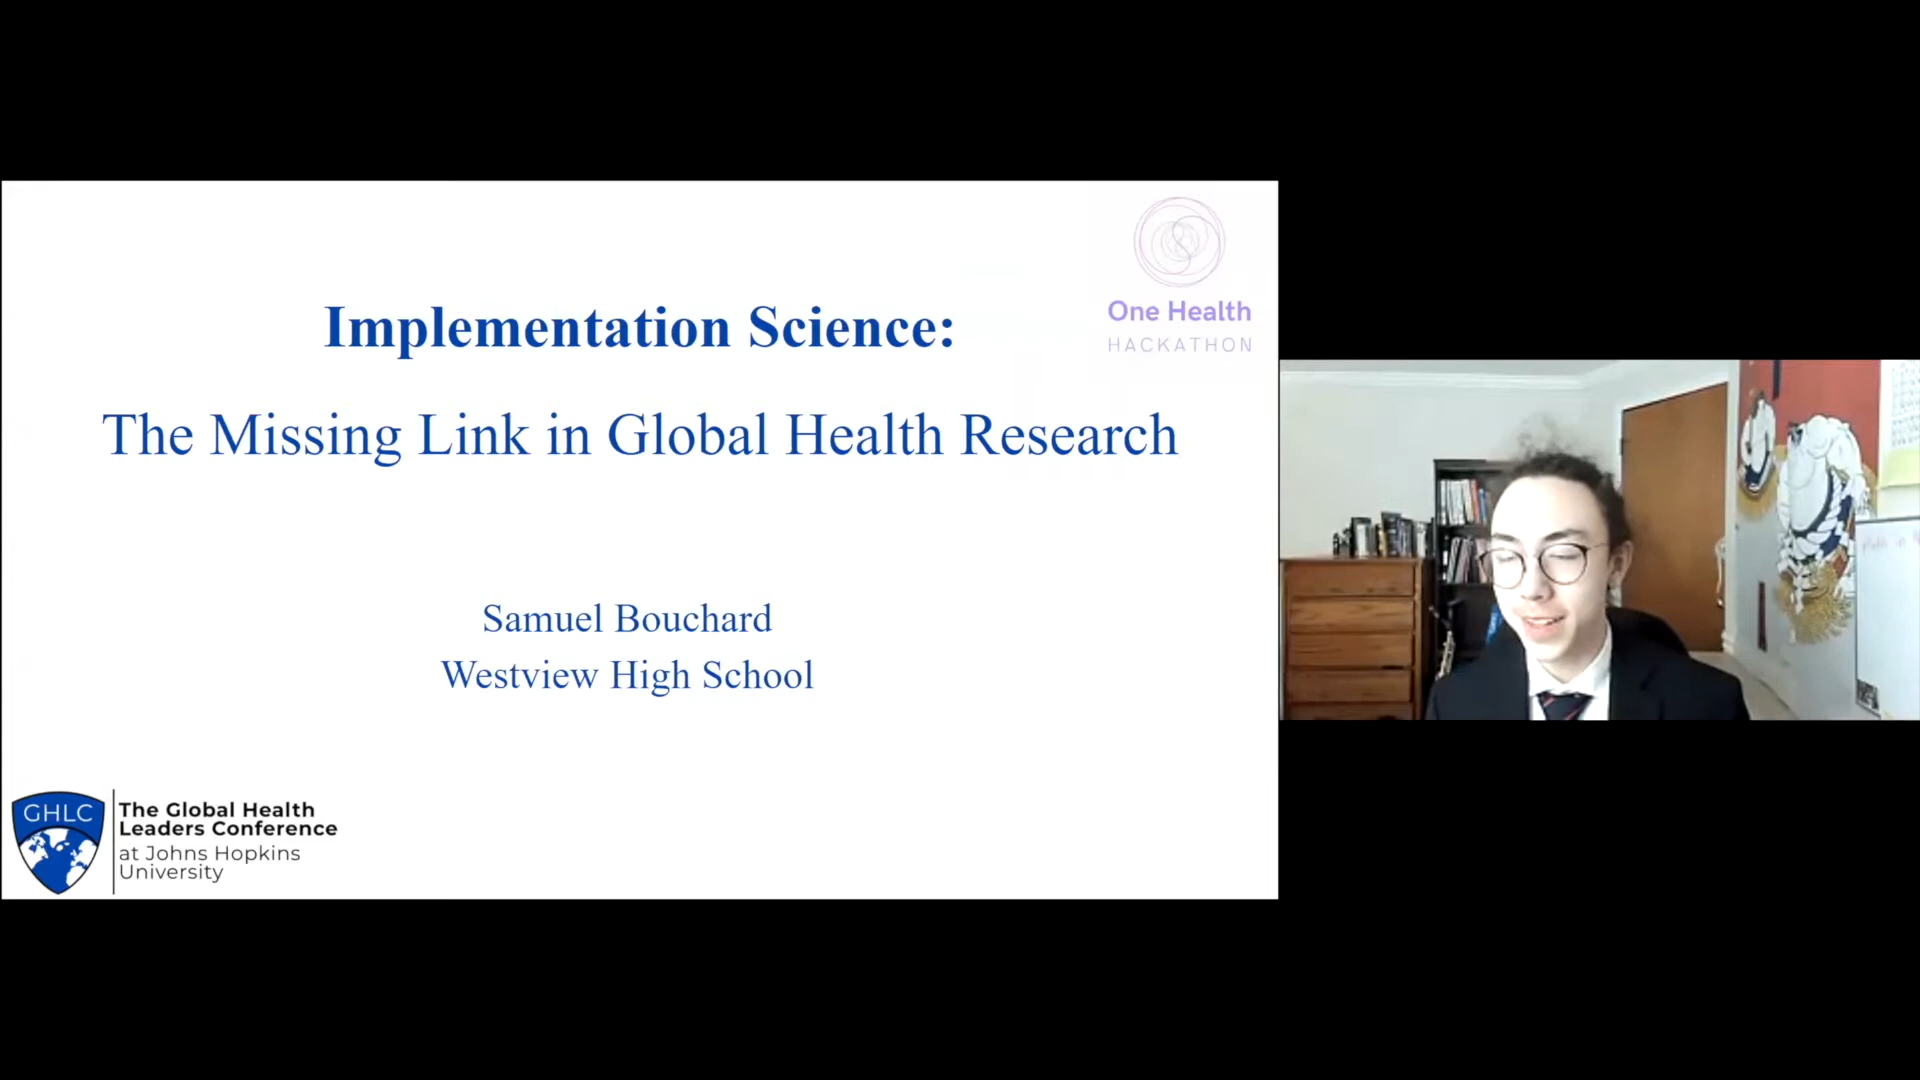 One Health
HACKATHON
Implementation Science:
The Missing Link in Global Health Research
Samuel Bouchard
Westview High School
GHLC
The Global Health
Leaders Conference
at Johns Hopkins
University